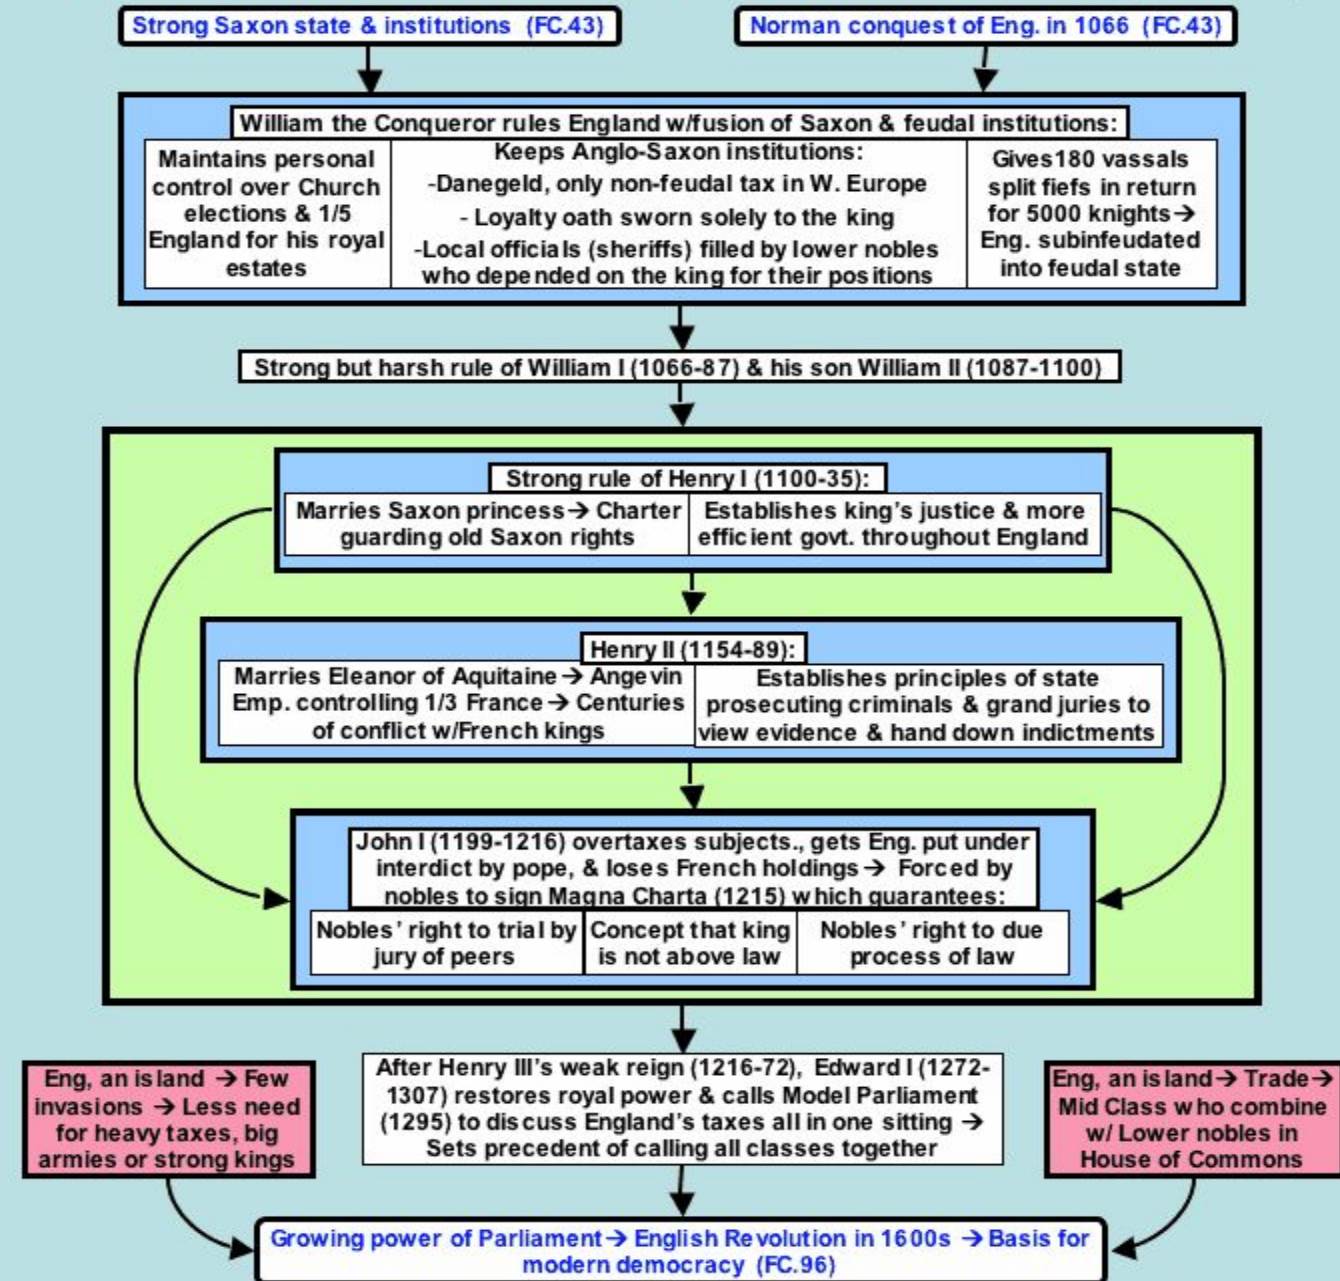 Strong Saxon state & institutions (FC.43)
Norman conquest of Eng. in 1066 (FC.43)
William the Conqueror rules England w/fusion of Saxon & feudal institutions:
Maintains personal
control over Church
elections & 1/5
England for his royal
estates
Keeps Anglo-Saxon institutions:
-Danegeld, only non-feudal tax in W. Europe
- Loyalty oath sworn solely to the king
-Local officials (sheriffs) filled by lower nobles
who depended on the king for their positions
Gives180 vassals
split fiefs in return
for 5000 knights→
Eng. subinfeudated
into feudal state
Strong but harsh rule of William I (1066-87) & his son William II (1087-1100)
Strong rule of Henry I (1100-35):
Marries Saxon princess→ Charter
guarding old Saxon rights
Establishes king's justice & more
efficient govt. throughout England
Henry II (1154-89):
Marries Eleanor of Aquitaine → Angevin
Emp. controlling 1/3 France → Centuries
of conflict w/French kings
Establishes principles of state
prosecuting criminals & grand juries to
view evidence & hand down indictments
John I (1199-1216) overtaxes subjects., gets Eng. put under
interdict by pope, & loses French holdings → Forced by
nobles to sign Magna Charta (1215) which guarantees:
Nobles' right to trial by
jury of peers
Concept that king
is not above law
Nobles' right to due
process of law
Eng, an island → Few
invasions → Less need
for heavy taxes, big
armies or strong kings
After Henry III's weak reign (1216-72), Edward I (1272-
1307) restores royal power & calls Model Parliament
(1295) to discuss England's taxes all in one sitting →
Sets precedent of calling all classes together
Eng, an island→ Trade→
Mid Class who combine
w/ Lower nobles in
House of Commons
Growing power of Parliament→ English Revolution in 1600s → Basis for
modern democracy (FC.96)